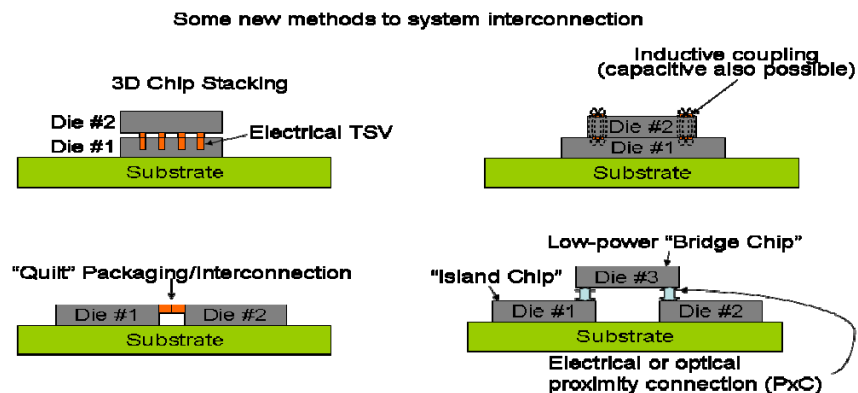 Some new methods to system interconnection
3D Chip Stacking
Die #2
Die #1
Electrical TSV
Substrate
Inductive coupling
(capacitive also possible)
Die #2
Die #1
Substrate
"Quilt" Packaging/Interconnection
Die #1
Die #2
Substrate
Low-power "Bridge Chip"
"Island Chip"
Die #3
Die #1
Die #2
Substrate
Electrical or optical
proximity connection (PxC)